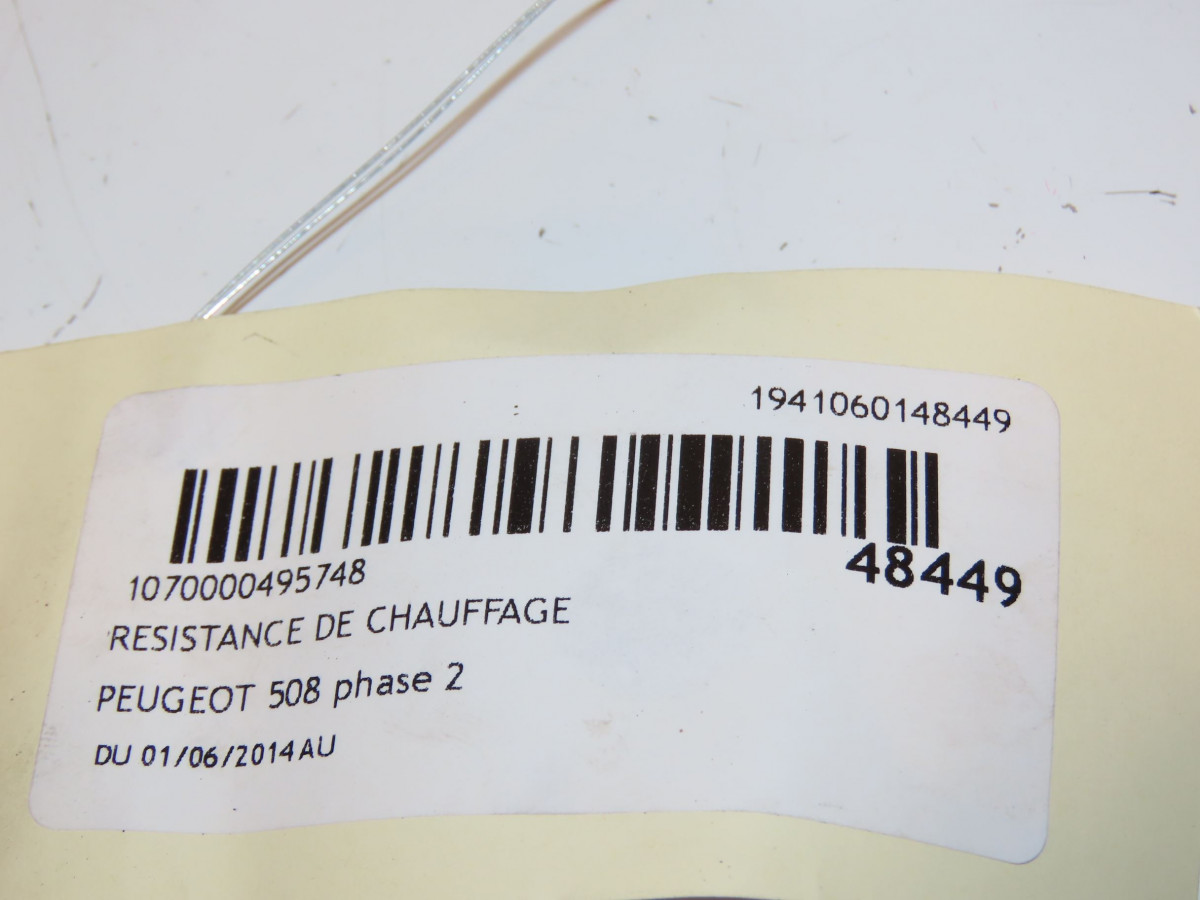 1941060148449
1070000495748
48449
RESISTANCE DE CHAUFFAGE
PEUGEOT 508 phase 2
DU 01/06/2014 AU